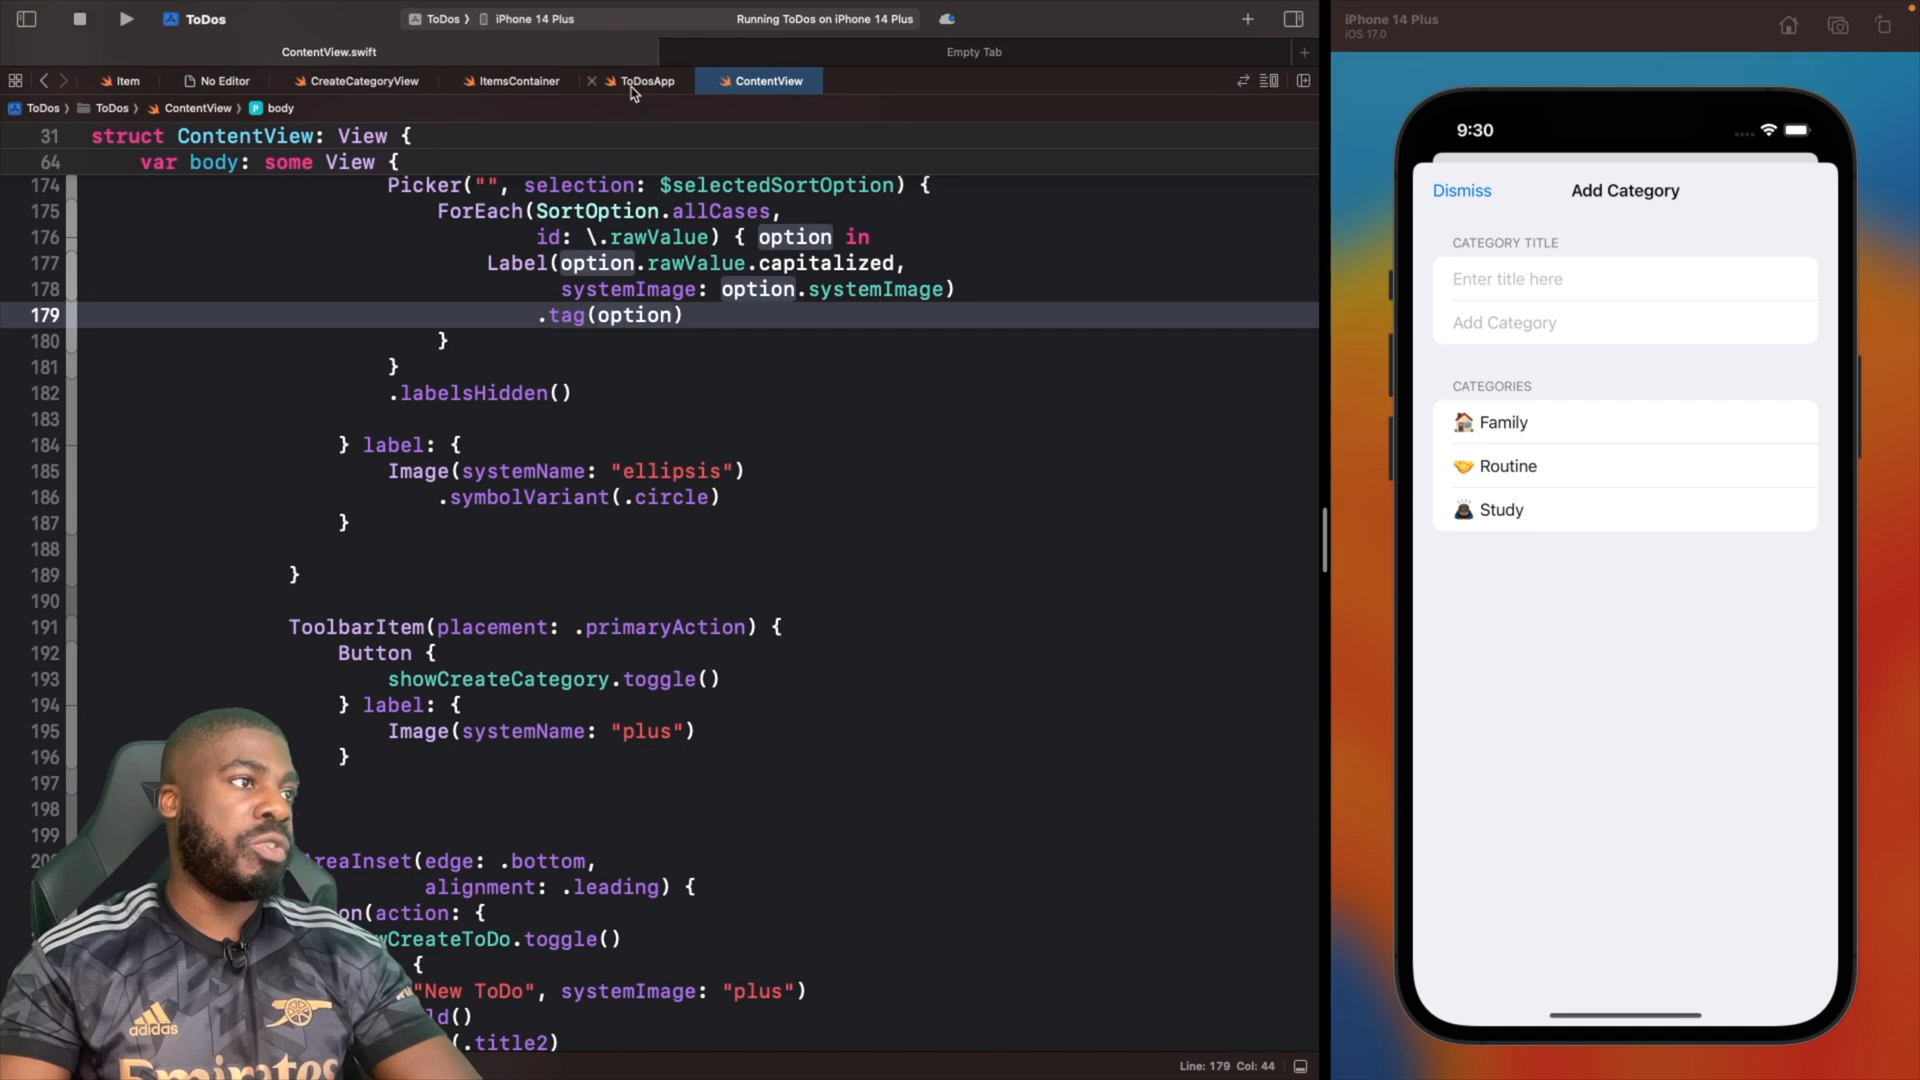 ToDos
ToDos 〉 iPhone 14 Plus
Running ToDos on iPhone 14 Plus
ContentView.swift
Empty Tab
Item
No Editor
CreateCategoryView
ItemsContainer
ToDosApp
ContentView
ToDos 〉 ToDos 〉 ContentView 〉 P body
31 struct ContentView: View {
64 var body: some View {
174 Picker("", selection: $selectedSortOption) {
175 ForEach(SortOption.allCases,
176 id: \.rawValue) { option in
177 Label(option.rawValue.capitalized,
178 systemImage: option.systemImage)
179 .tag(option)
180 }
181 }
182 .labelsHidden()
183
184 } label: {
185 Image(systemName: "ellipsis")
186 .symbolVariant(.circle)
187 }
188
189 }
190
191 ToolbarItem(placement: .primaryAction) {
192 Button {
193 showCreateCategory.toggle()
194 } label: {
195 Image(systemName: "plus")
196 }
197
198
199
reaInset(edge: .bottom,
alignment: .leading) {
on(action: {
wCreateToDo.toggle()
{
"New ToDo", systemImage: "plus")
ld()
(.title2)
Line: 179 Col: 44
adidas
Emirates
iPhone 14 Plus
iOS 17.0
9:30
Dismiss
Add Category
CATEGORY TITLE
Enter title here
Add Category
CATEGORIES
Family
Routine
Study